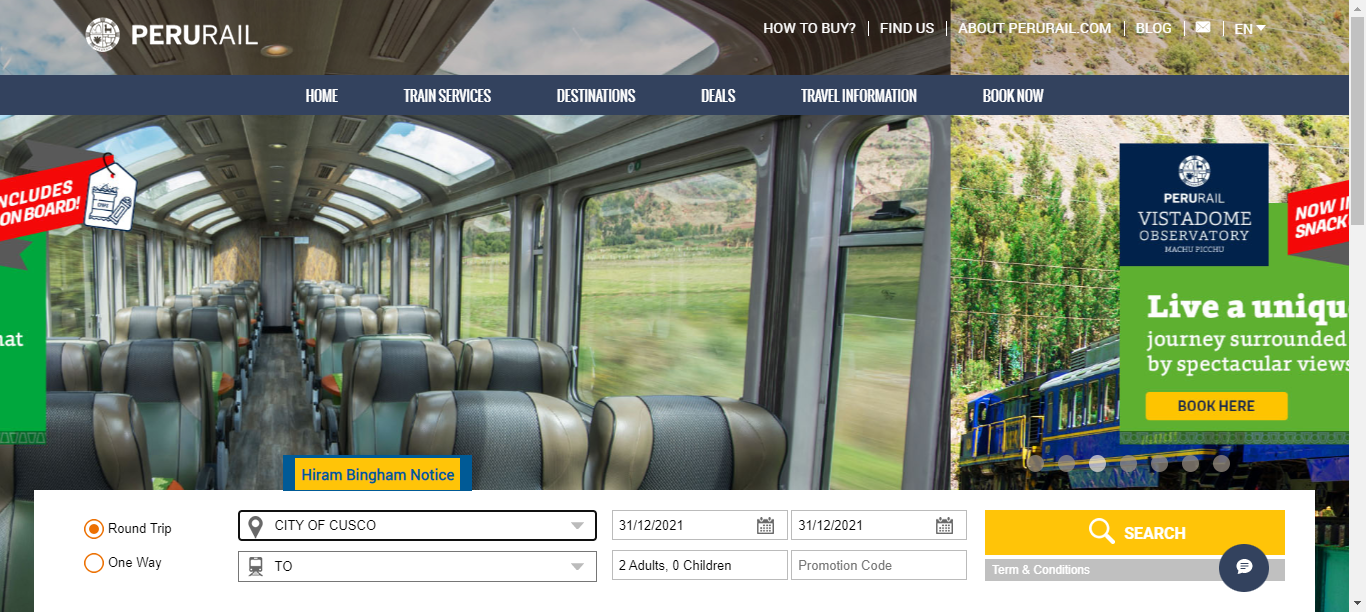 PERURAIL
HOW TO BUY?
FIND US
ABOUT PERURAIL.COM
BLOG
EN
HOME
TRAIN SERVICES
DESTINATIONS
DEALS
TRAVEL INFORMATION
BOOK NOW
NCLUDES
ON BOARD!
hat
PERURAIL
VISTADOME
OBSERVATORY
MACHU PICCHU
NOW I
SNACK
Live a uniqu
journey surrounded
by spectacular views
BOOK HERE
Hiram Bingham Notice
Round Trip
One Way
CITY OF CUSCO
TO
31/12/2021
31/12/2021
2 Adults, 0 Children
Promotion Code
SEARCH
Term & Conditions